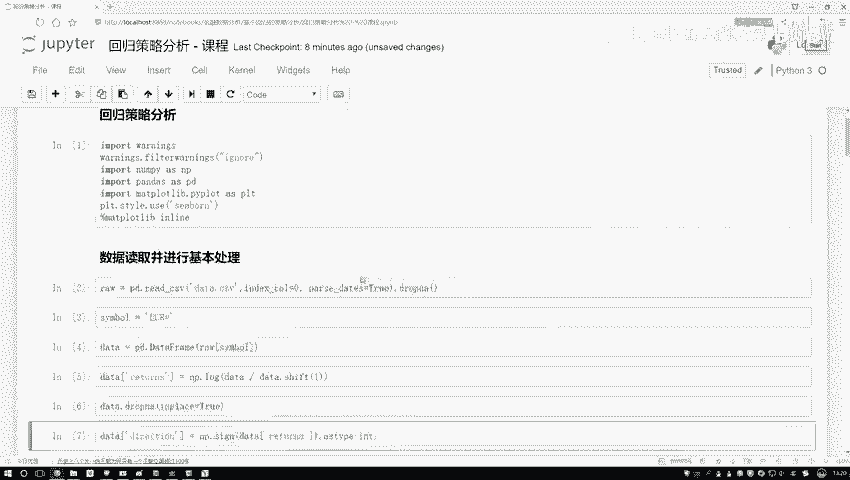 jupyter 回归策略分析 - 课程 Last Checkpoint: 8 minutes ago (unsaved changes)
File Edit View Insert Cell Kernel Widgets Help
Trusted Python 3
Code
回归策略分析
In [1]: import warnings
warnings.filterwarnings("ignore")
import numpy as np
import pandas as pd
import matplotlib.pyplot as plt
plt.style.use('seaborn')
%matplotlib inline
数据读取并进行基本处理
In [2]: raw = pd.read_csv('data.csv',index_col=0, parse_dates=True).dropna()
In [3]: symbol =
In [4]: data = pd.DataFrame(raw[symbol])
In [5]: data['returns'] = np.log(data / data.shift(1))
In [6]: data.dropna(inplace=True)
In [7]: data['direction'] = np.sign(data['returns']).astype(int)